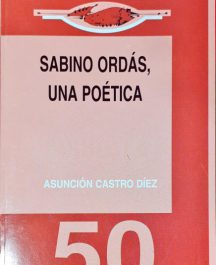 SABINO ORDÁS,
UNA POÉTICA
ASUNCIÓN CASTRO DÍEZ
50